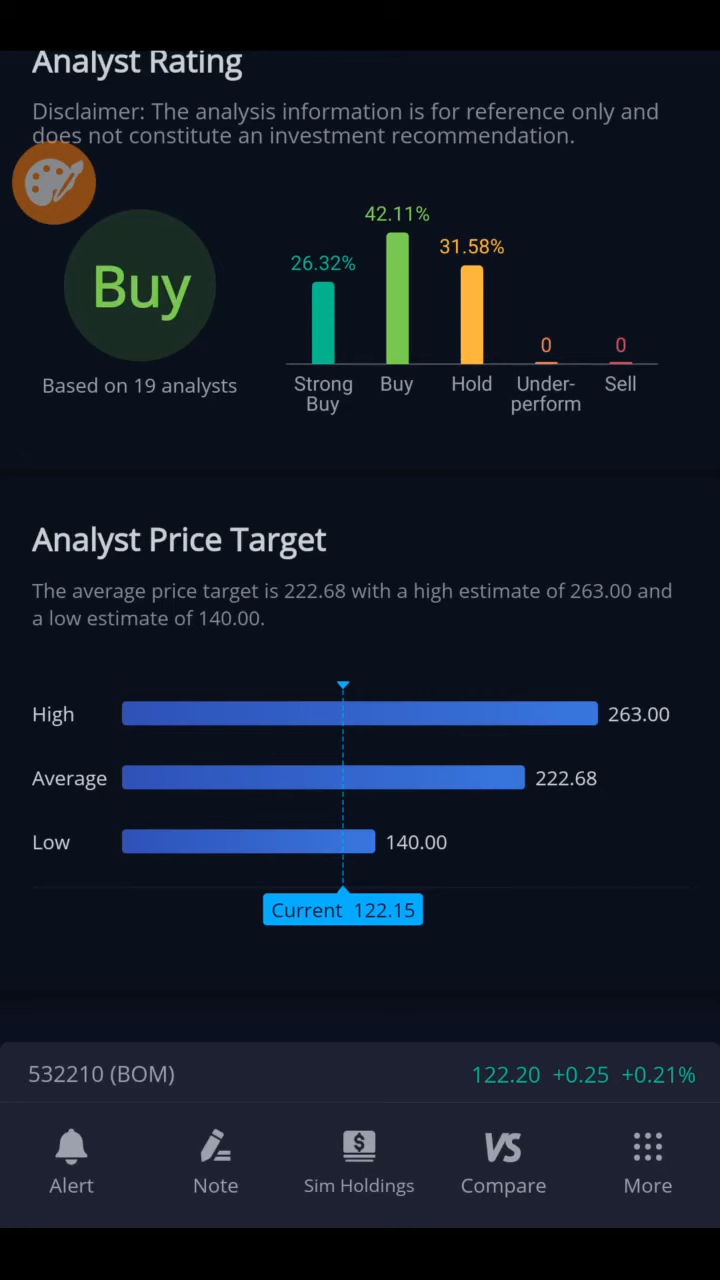 Analyst Rating
Disclaimer: The analysis information is for reference only and
does not constitute an investment recommendation.
42.11%
31.58%
26.32%
Buy
0
0
Based on 19 analysts
Strong
Buy
Buy
Hold
Under-
perform
Sell
Analyst Price Target
The average price target is 222.68 with a high estimate of 263.00 and
a low estimate of 140.00.
High 263.00
Average 222.68
Low 140.00
Current 122.15
532210 (BOM) 122.20 +0.25 +0.21%
$
VS
Alert Note Sim Holdings Compare More